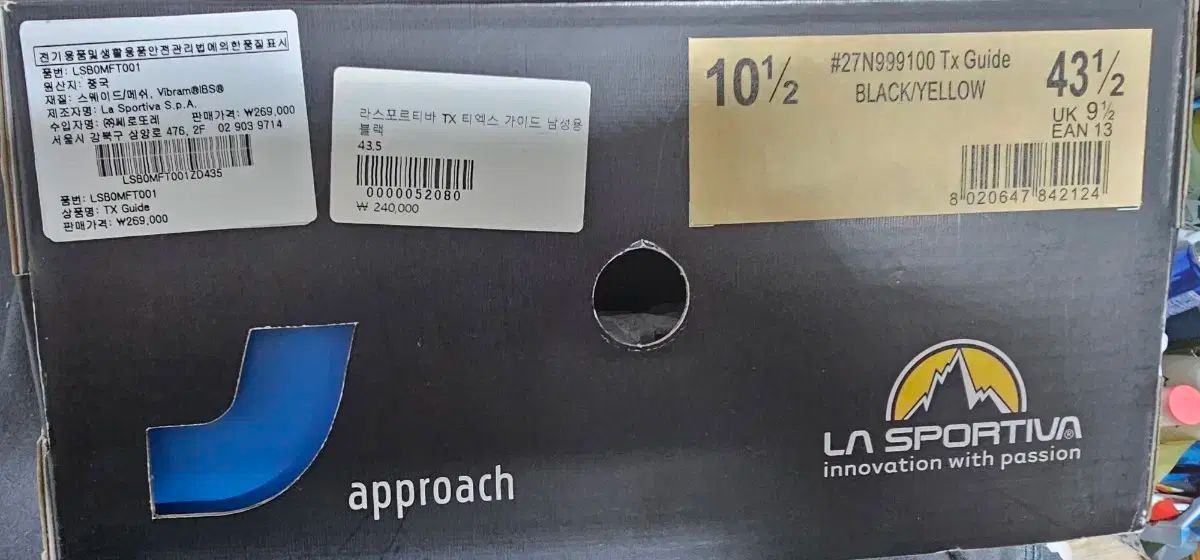 전기용품및생활용품안전관리법에의한품질표시
품번: LSB0MFT001
원산지: 중국
재질: 스웨이드/메쉬, Vibram®IBS®
제조자명: La Sportiva S.p.A.
수입자명: ㈜쎄로또레 판매가격: ₩269,000
서울시 강북구 삼양로 476, 2F 02 903 9714
LSB0MFT001ZD435
품번: LSB0MFT001
상품명: TX Guide
판매가격: ₩269,000
라스포르티바 TX 티엑스 가이드 남성용
블랙
43.5
0000052080
₩ 240,000
10½ #27N999100 Tx Guide 43½
BLACK/YELLOW
UK 9½
EAN 13
8 020647 842124
approach
LA SPORTIVA®
innovation with passion